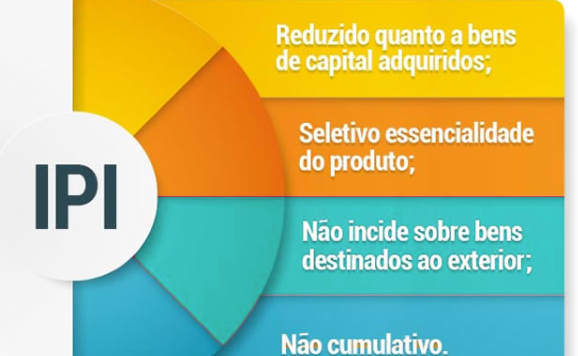 IPI
Reduzido quanto a bens
de capital adquiridos;
Seletivo essencialidade
do produto;
Não incide sobre bens
destinados ao exterior;
Não cumulativo.